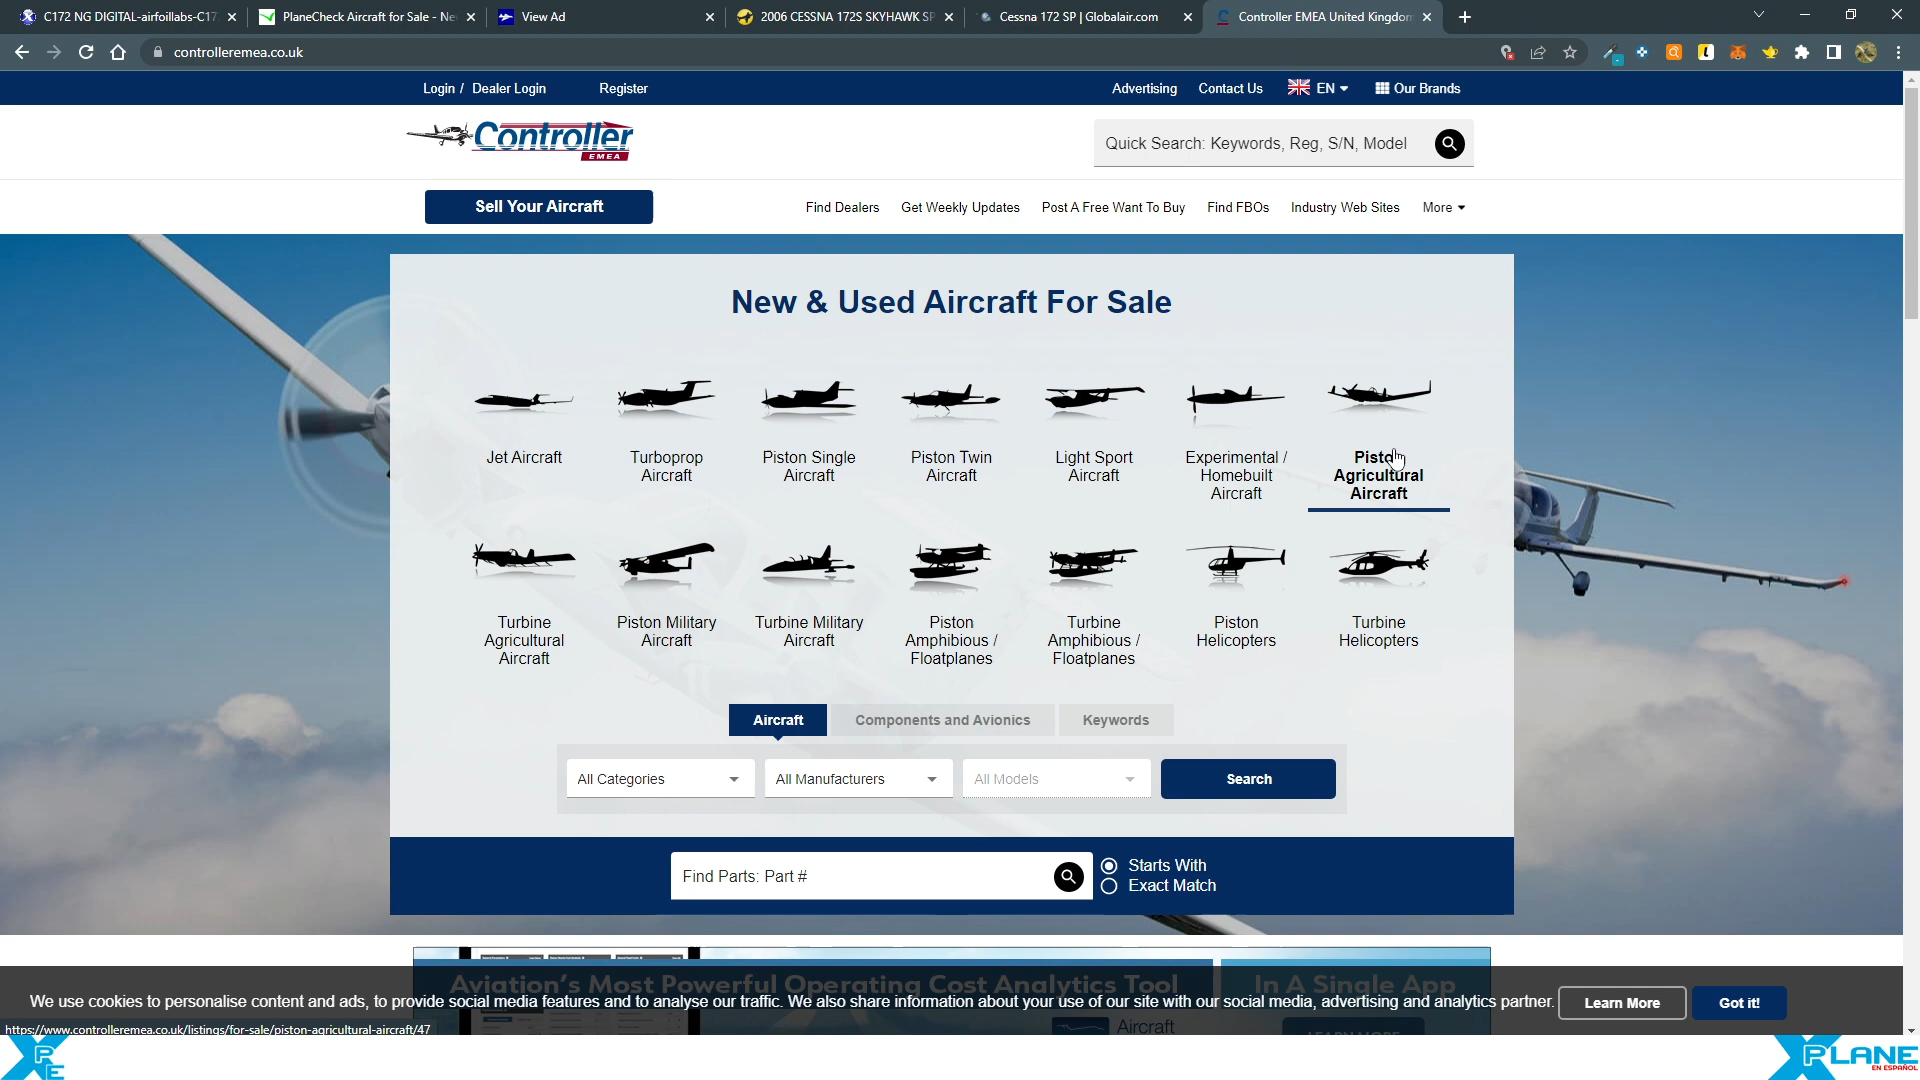 C172 NG DIGITAL-airfoillabs-C17
PlaneCheck Aircraft for Sale - Ne
View Ad
2006 CESSNA 172S SKYHAWK SP
Cessna 172 SP | Globalair.com
Controller EMEA United Kingdom
controlleremea.co.uk
Login / Dealer Login
Register
Advertising
Contact Us
EN
Our Brands
Controller
EMEA
Quick Search: Keywords, Reg, S/N, Model
Sell Your Aircraft
Find Dealers
Get Weekly Updates
Post A Free Want To Buy
Find FBOs
Industry Web Sites
More
New & Used Aircraft For Sale
Jet Aircraft
Turboprop
Aircraft
Piston Single
Aircraft
Piston Twin
Aircraft
Light Sport
Aircraft
Experimental /
Homebuilt
Aircraft
Piston
Agricultural
Aircraft
Turbine
Agricultural
Aircraft
Piston Military
Aircraft
Turbine Military
Aircraft
Piston
Amphibious /
Floatplanes
Turbine
Amphibious /
Floatplanes
Piston
Helicopters
Turbine
Helicopters
Aircraft
Components and Avionics
Keywords
All Categories
All Manufacturers
All Models
Search
Find Parts: Part #
Starts With
Exact Match
Aviation's Most Powerful Operating Cost Analytics Tool
In A Single App
We use cookies to personalise content and ads, to provide social media features and to analyse our traffic. We also share information about your use of our site with our social media, advertising and analytics partner.
Learn More
Got it!
Aircraft
LEARN MORE
https://www.controlleremea.co.uk/listings/for-sale/piston-agricultural-aircraft/47
XPE
XPLANE
EN ESPAÑOL